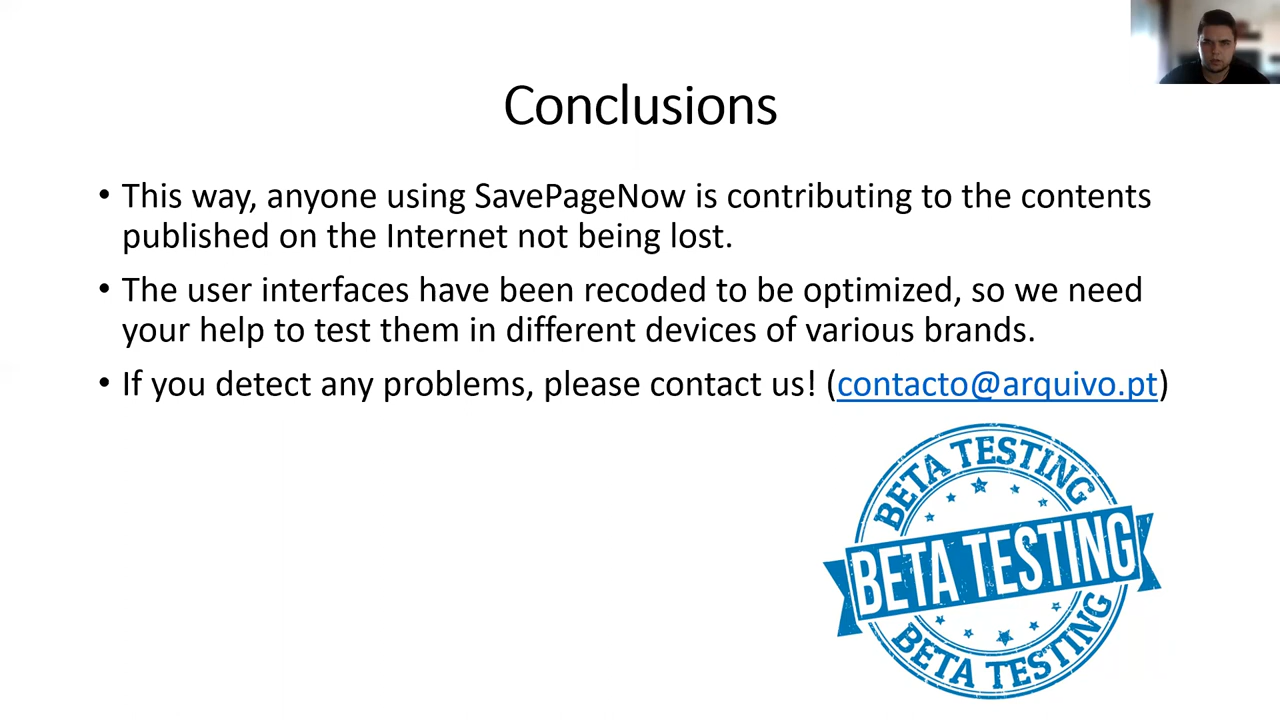 Conclusions
• This way, anyone using SavePageNow is contributing to the contents
published on the Internet not being lost.
• The user interfaces have been recoded to be optimized, so we need
your help to test them in different devices of various brands.
• If you detect any problems, please contact us! (contacto@arquivo.pt)
BETA TESTING
BETA TESTING
BETA TESTING